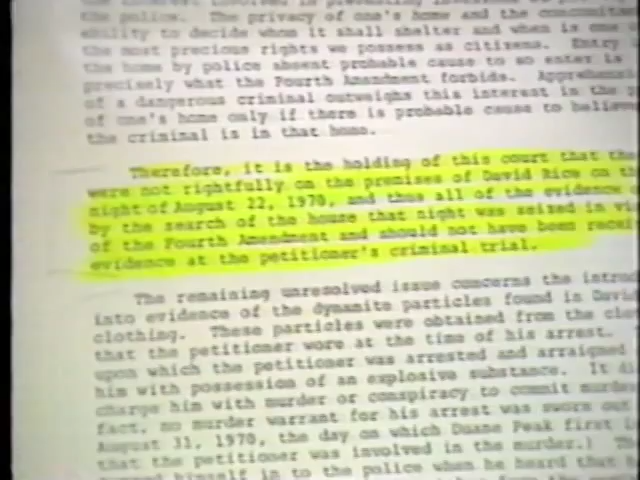 the police. The privacy of one's home and the
ability to decide whom it shall shelter and when is one
the most precious rights we possess as citizens. Entry
the home by police absent probable cause to so enter is
precisely what the Fourth Amendment forbids.
of a dangerous criminal outweighs this interest in the
of one's home only if there is probable cause to believe
the criminal is in that home.
Therefore, it is the holding of this court that the
were not rightfully on the premises of David Rice on the
night of August 22, 1970, and thus all of the evidence
by the search of the house that night was seized in
of the Fourth Amendment and should not have been
evidence at the petitioner's criminal trial.
The remaining unresolved issue concerns the
into evidence of the dynamite particles found in
clothing. These particles were obtained from the
that the petitioner wore at the time of his arrest.
upon which the petitioner was arrested and arraigned
him with possession of an explosive substance. It
charge him with murder or conspiracy to commit
fact, no murder warrant for his arrest was sworn out
August 31, 1970, the day on which Duane Peak first
that the petitioner was involved in the murder.)
himself in to the police when he heard that